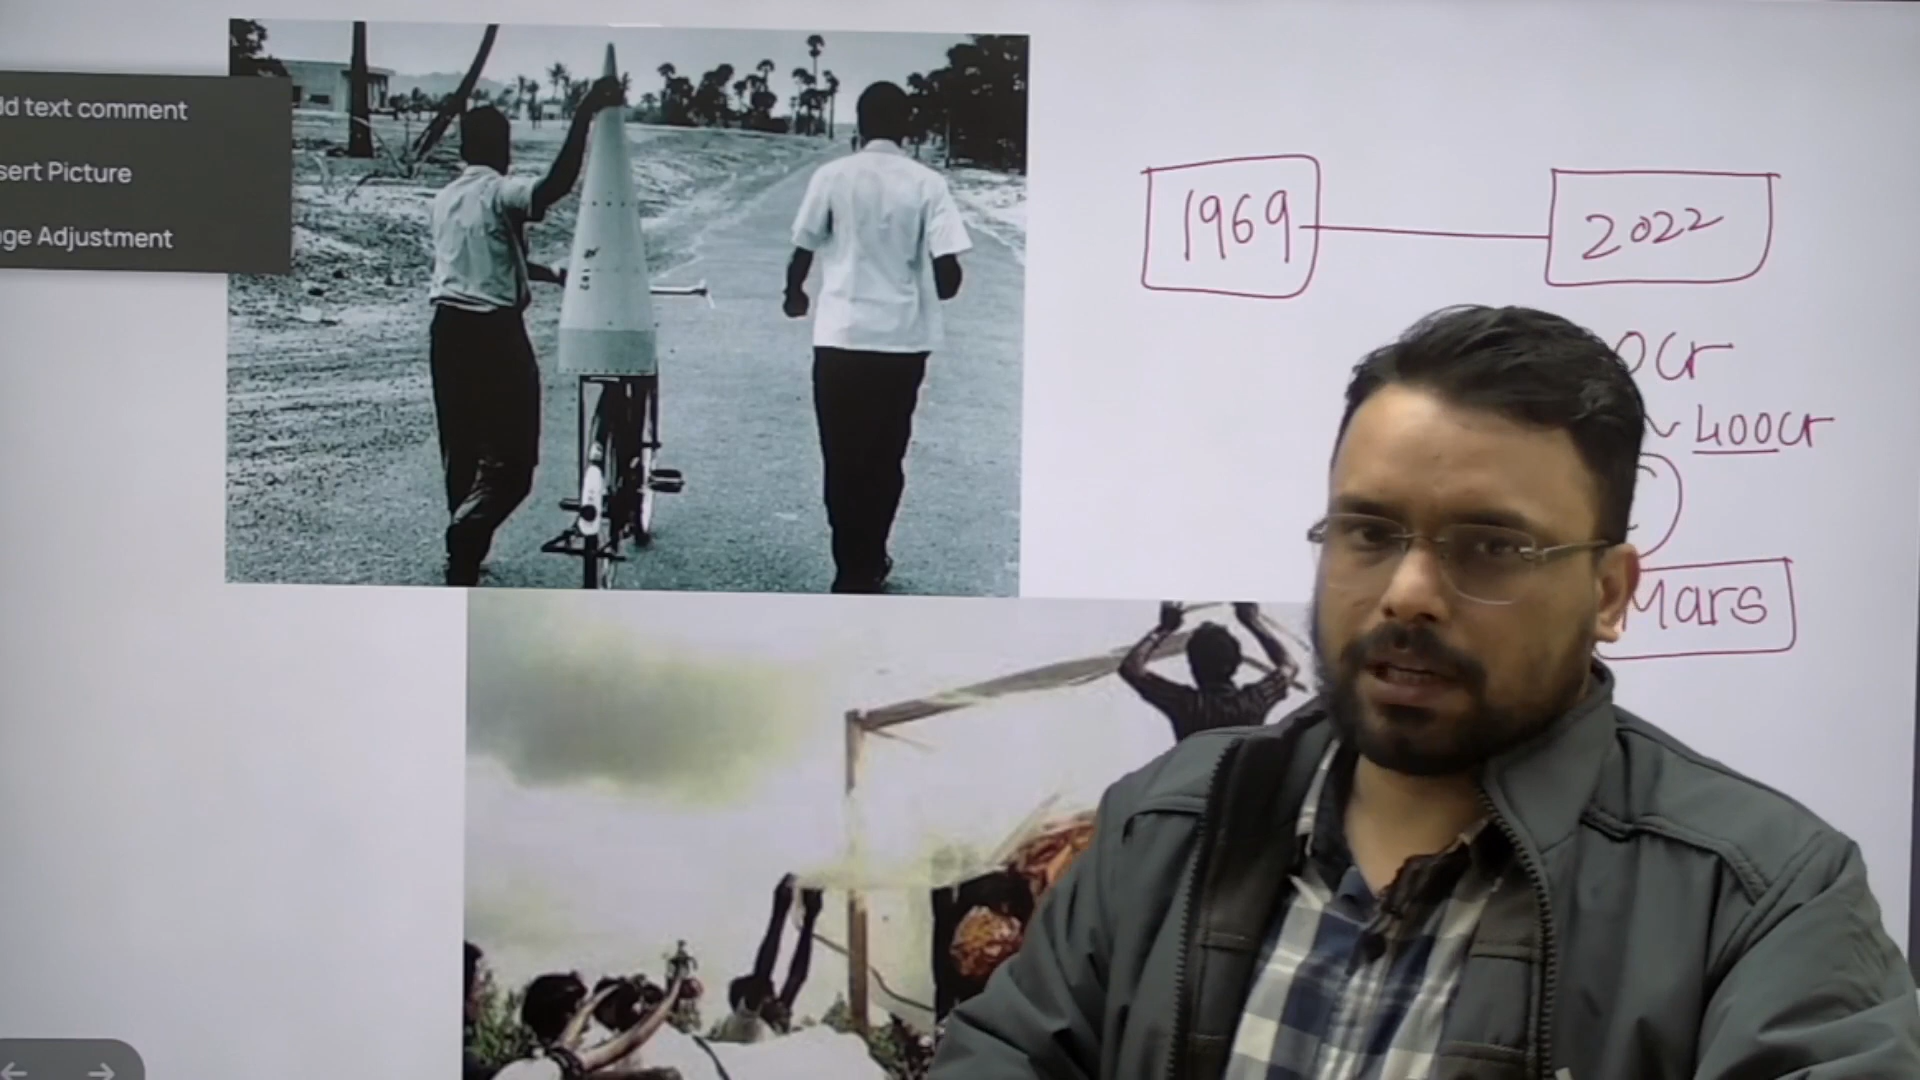 dd text comment
sert Picture
ge Adjustment
1969
2022
0Cr
~ 400Cr
Mars